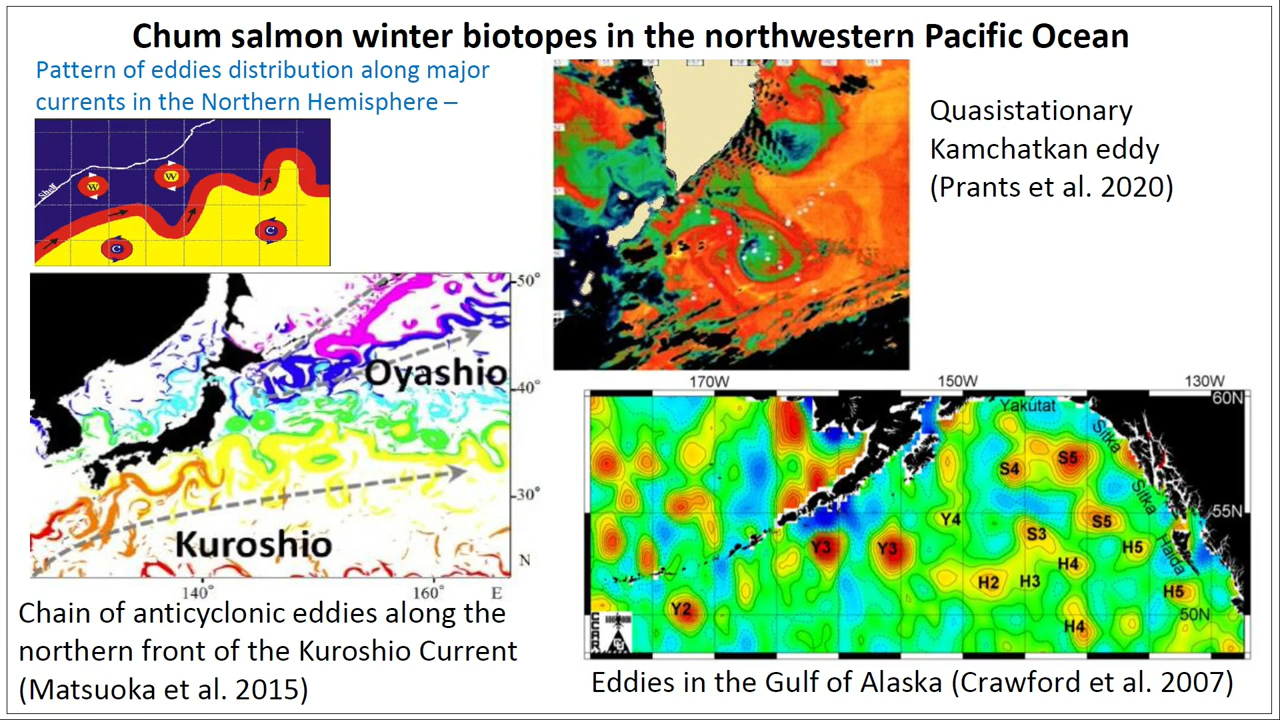 Chum salmon winter biotopes in the northwestern Pacific Ocean
Pattern of eddies distribution along major
currents in the Northern Hemisphere –
Shelf
W
W
C
C
Quasistationary
Kamchatkan eddy
(Prants et al. 2020)
50°
Oyashio
40°
30°
Kuroshio
N
140°
160°
E
Chain of anticyclonic eddies along the
northern front of the Kuroshio Current
(Matsuoka et al. 2015)
170W
150W
130W
60N
Yakutat
Sitka
S4
S5
Sitka
Y4
S5
55N
S3
Y3
Y3
H5
Haida
H4
H2
H3
H5
Y2
50N
H4
CCAR
Eddies in the Gulf of Alaska (Crawford et al. 2007)